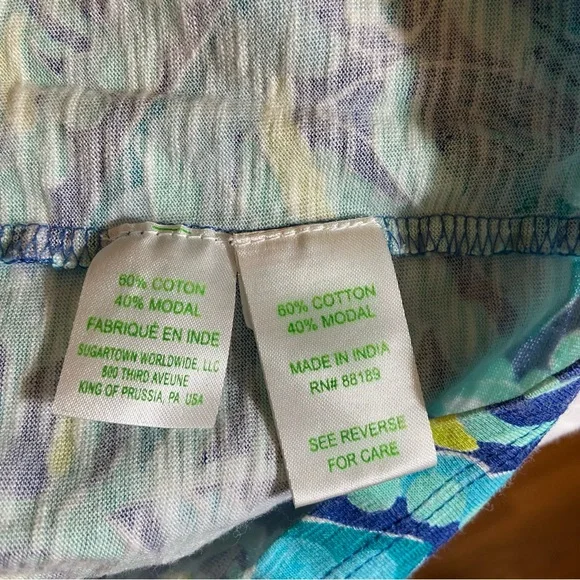 60% COTON
40% MODAL
FABRIQUÉ EN INDE
SUGARTOWN WORLDWIDE, LLC
800 THIRD AVEUNE
KING OF PRUSSIA, PA USA
60% COTTON
40% MODAL
MADE IN INDIA
RN# 88189
SEE REVERSE
FOR CARE